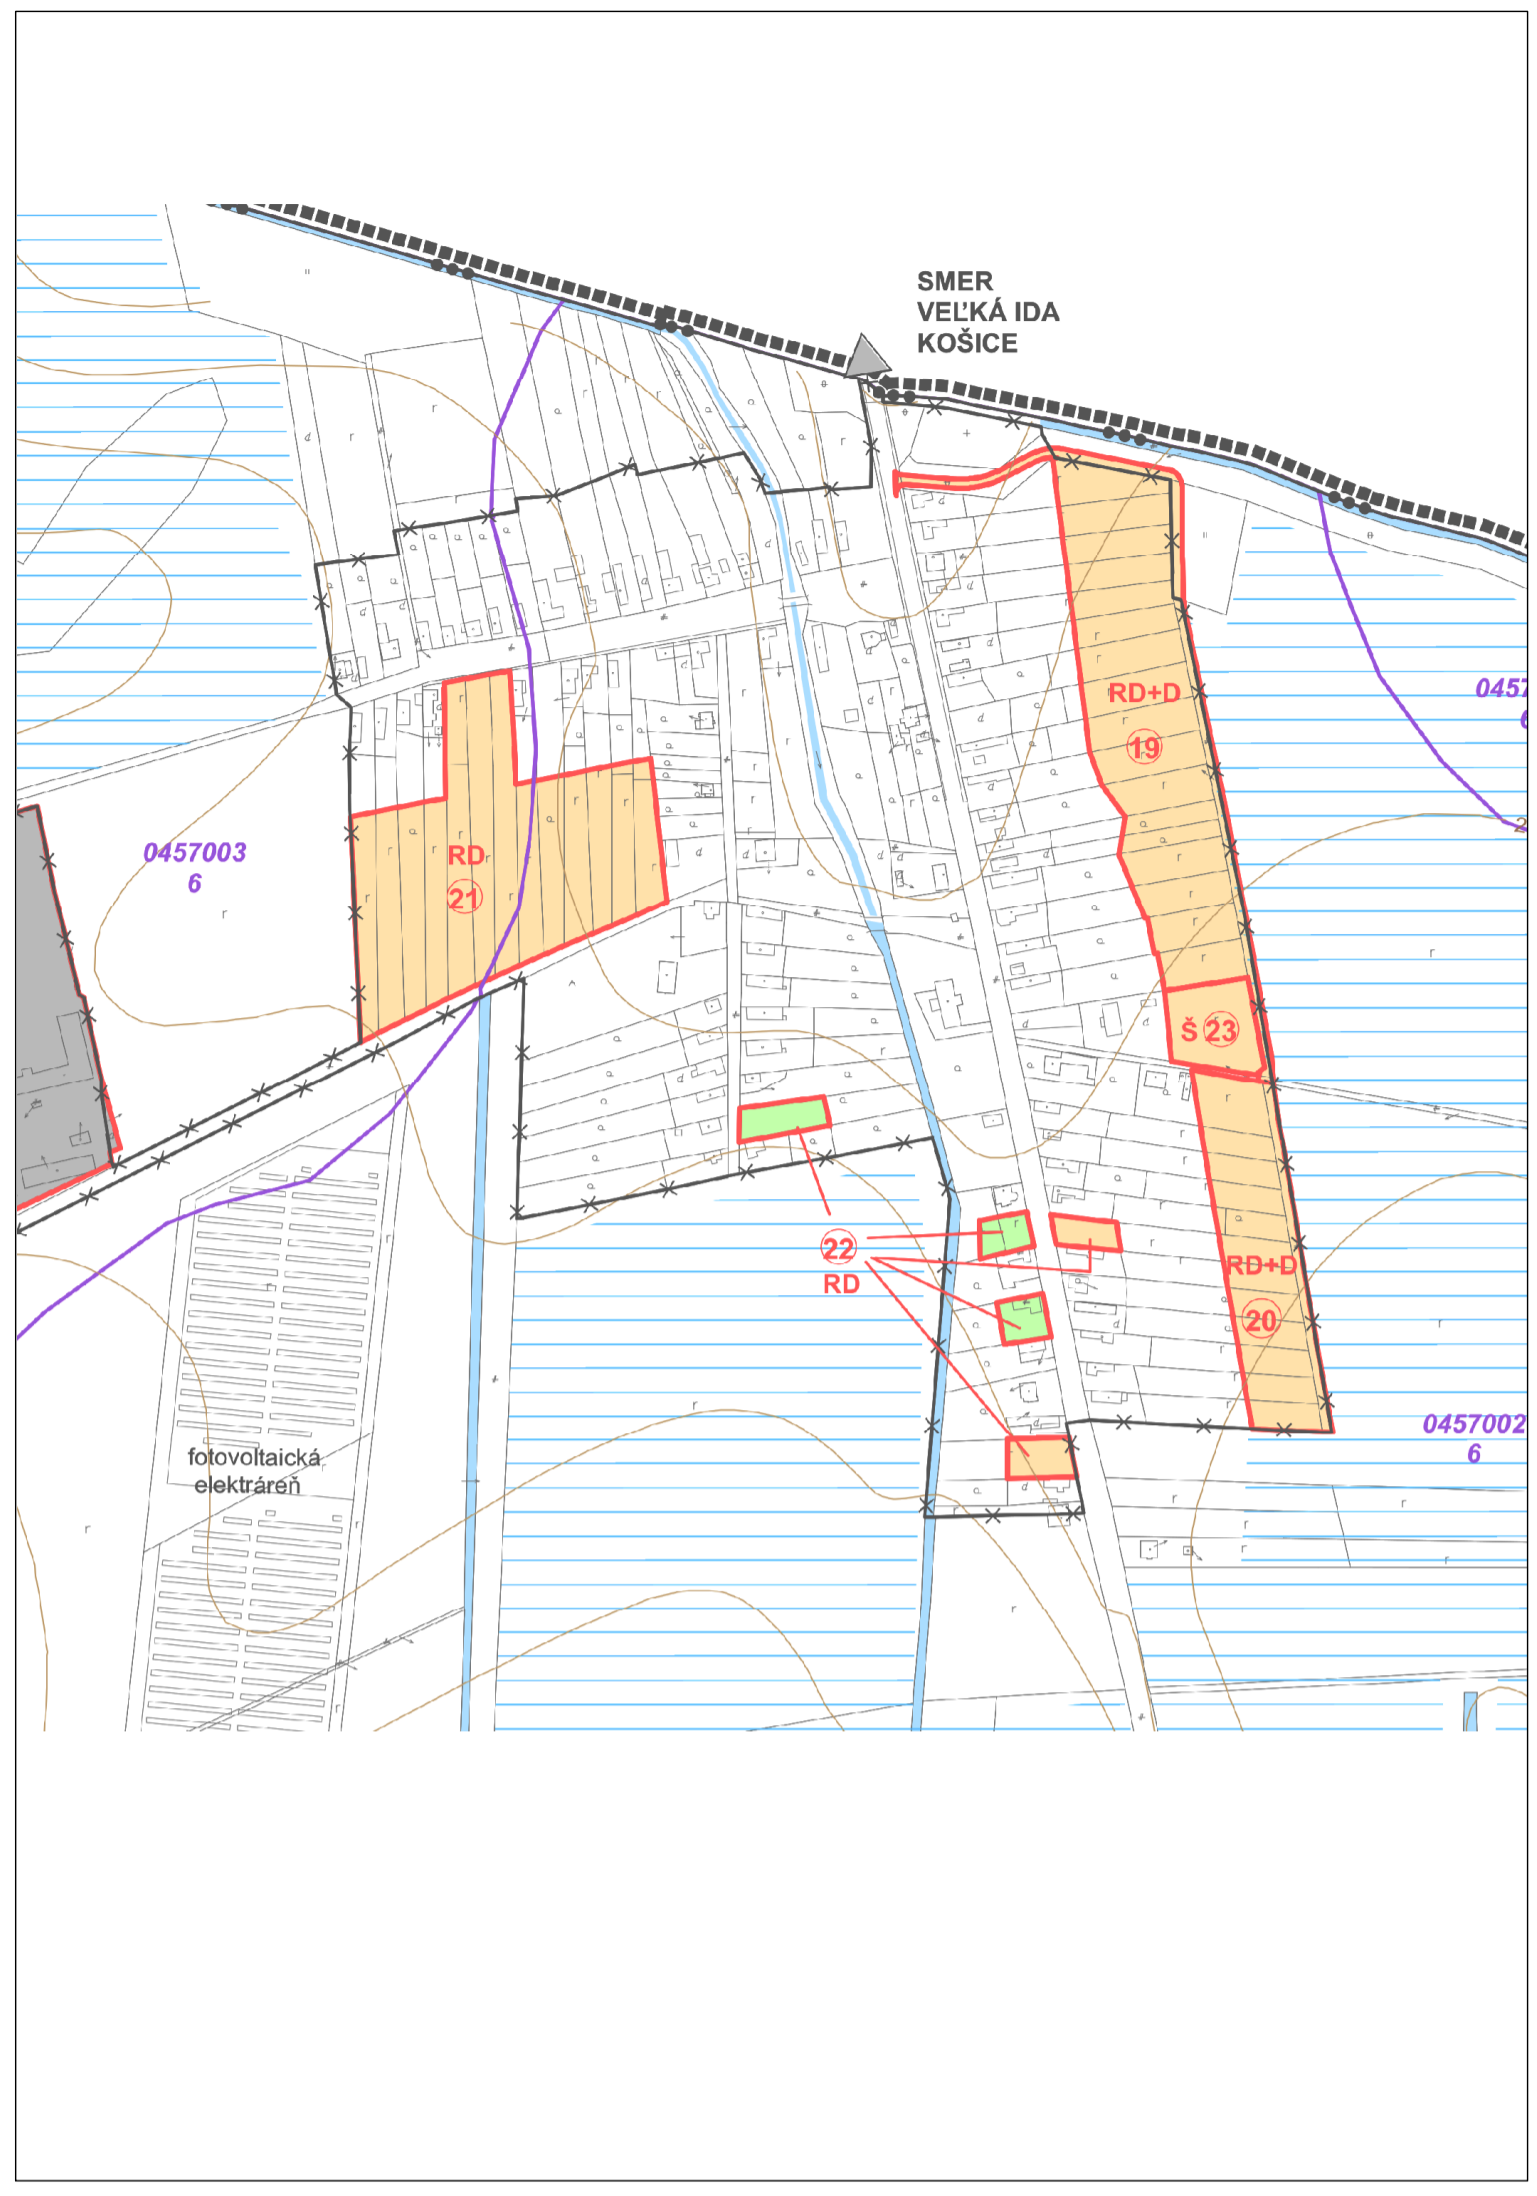 SMER
VEĽKÁ IDA
KOŠICE
RD+D
19
0457003
6
RD
21
Š 23
22
RD
RD+D
20
0457002
6
fotovoltaická
elektráreň